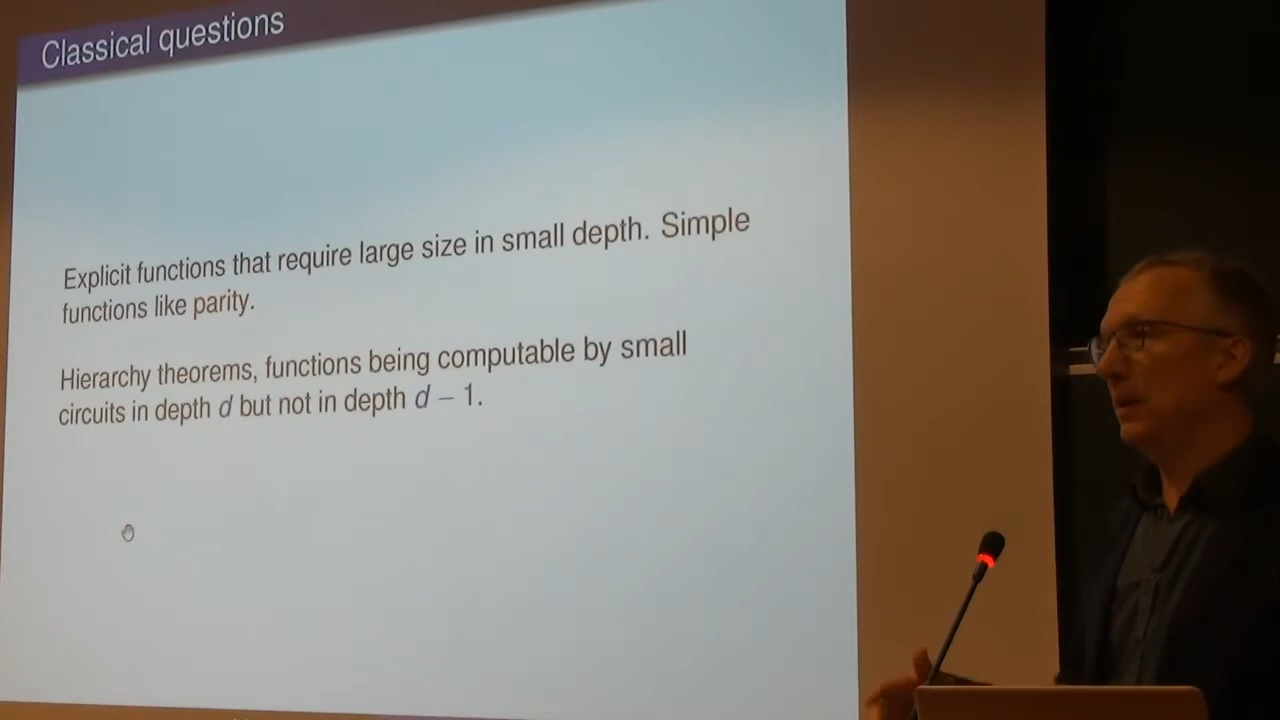 Classical questions
Explicit functions that require large size in small depth. Simple
functions like parity.
Hierarchy theorems, functions being computable by small
circuits in depth d but not in depth d − 1.